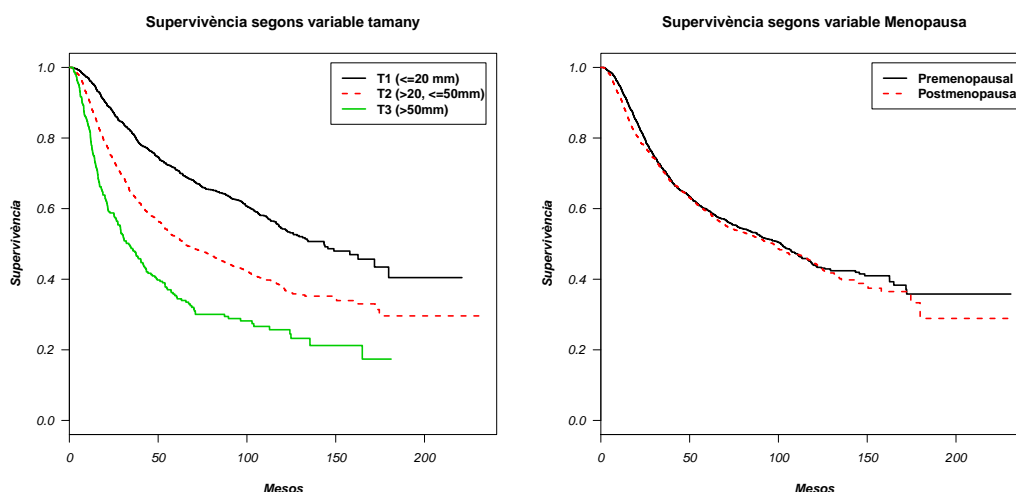 Supervivència segons variable tamany
1.0
0.8
0.6
0.4
0.2
0.0
Supervivència
T1 (<=20 mm)
T2 (>20, <=50mm)
T3 (>50mm)
0 50 100 150 200
Mesos
Supervivència segons variable Menopausa
1.0
0.8
0.6
0.4
0.2
0.0
Supervivència
Premenopausal
Postmenopausa
0 50 100 150 200
Mesos